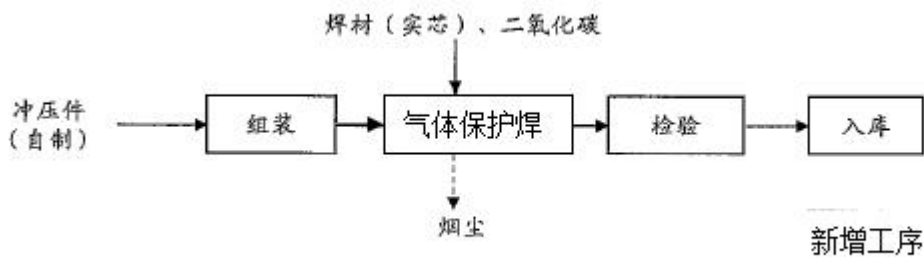 焊材（实芯）、二氧化碳
冲压件
（自制）
组装
气体保护焊
检验
入库
烟尘
新增工序